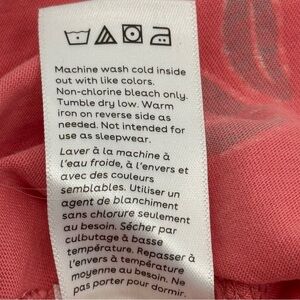 Machine wash cold inside
out with like colors.
Non-chlorine bleach only.
Tumble dry low. Warm
iron on reverse side as
needed. Not intended for
use as sleepwear.
Laver à la machine à
l'eau froide, à l'envers et
avec des couleurs
semblables. Utiliser un
agent de blanchiment
sans chlorure seulement
au besoin. Sécher par
culbutage à basse
température. Repasser à
l'envers à température
moyenne au besoin. Ne
pas porter pour dormir.